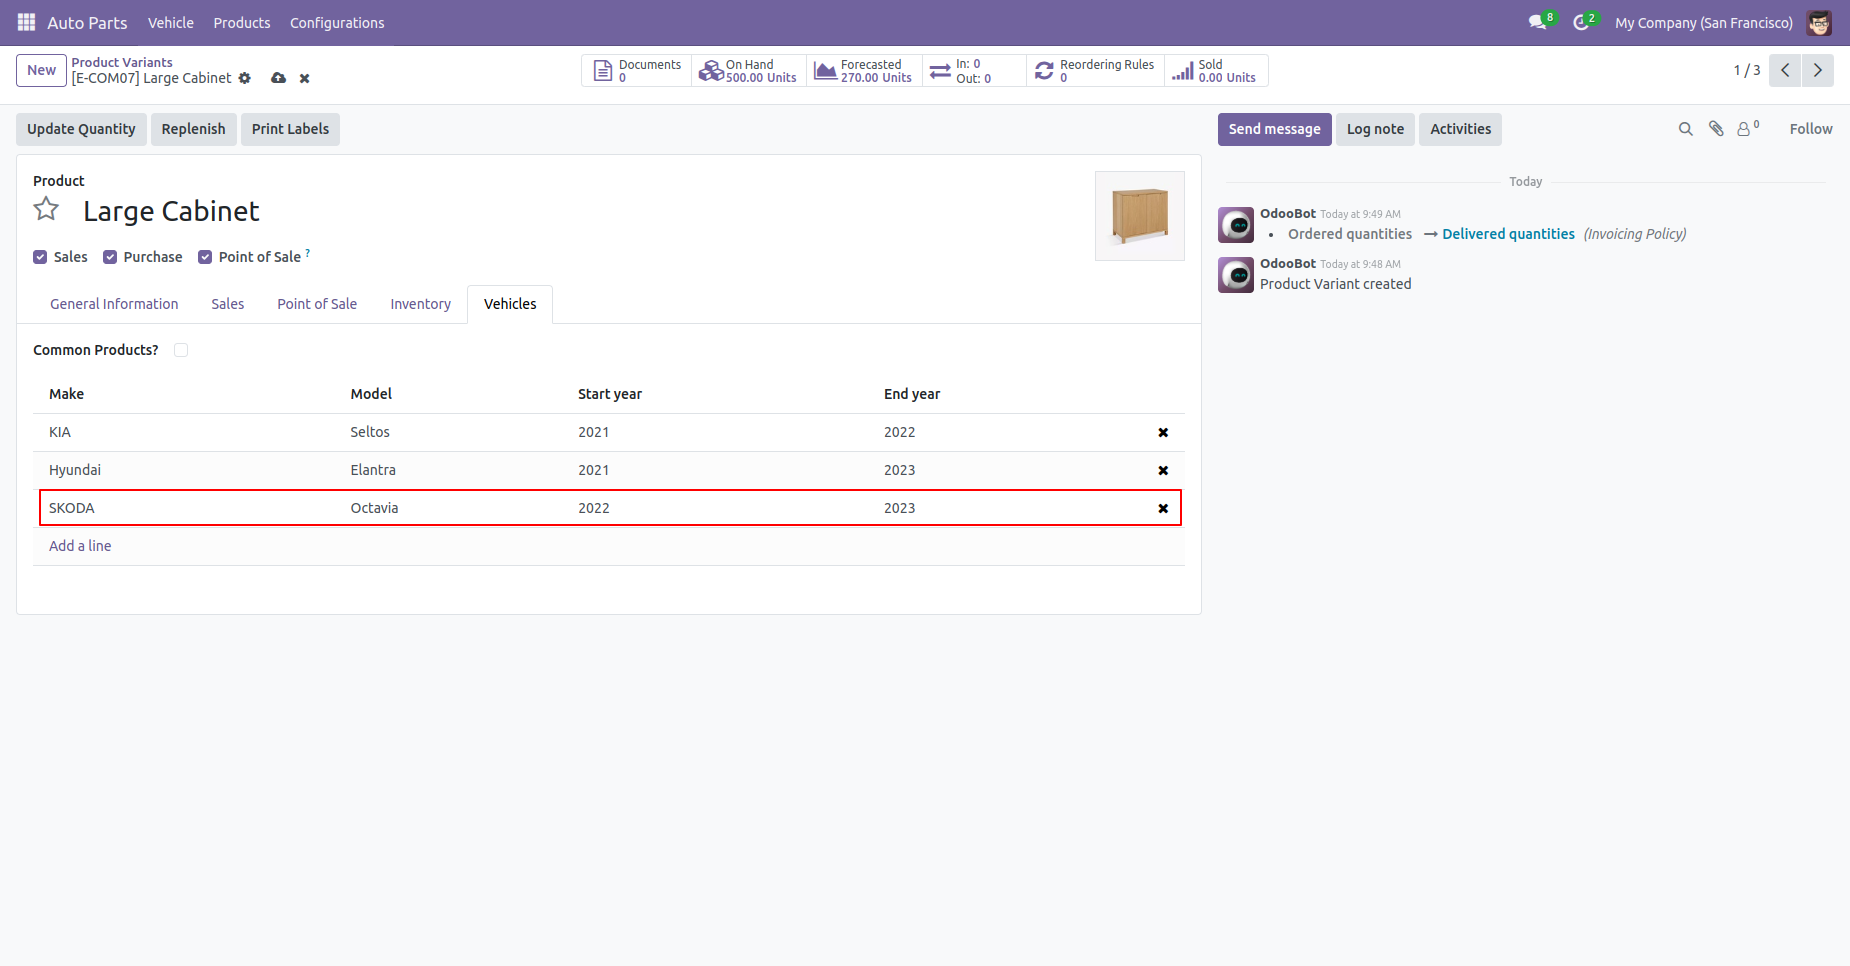 Auto Parts Vehicle Products Configurations 8 2 My Company (San Francisco)
New Product Variants
[E-COM07] Large Cabinet
Documents 0
On Hand 500.00 Units
Forecasted 270.00 Units
In: 0
Out: 0
Reordering Rules 0
Sold 0.00 Units
1 / 3
Update Quantity Replenish Print Labels
Send message Log note Activities 0 Follow
Product
Large Cabinet
Sales Purchase Point of Sale ?
General Information Sales Point of Sale Inventory Vehicles
Common Products?
Make Model Start year End year
KIA Seltos 2021 2022
Hyundai Elantra 2021 2023
SKODA Octavia 2022 2023
Add a line
Today
OdooBot Today at 9:49 AM
• Ordered quantities → Delivered quantities (Invoicing Policy)
OdooBot Today at 9:48 AM
Product Variant created